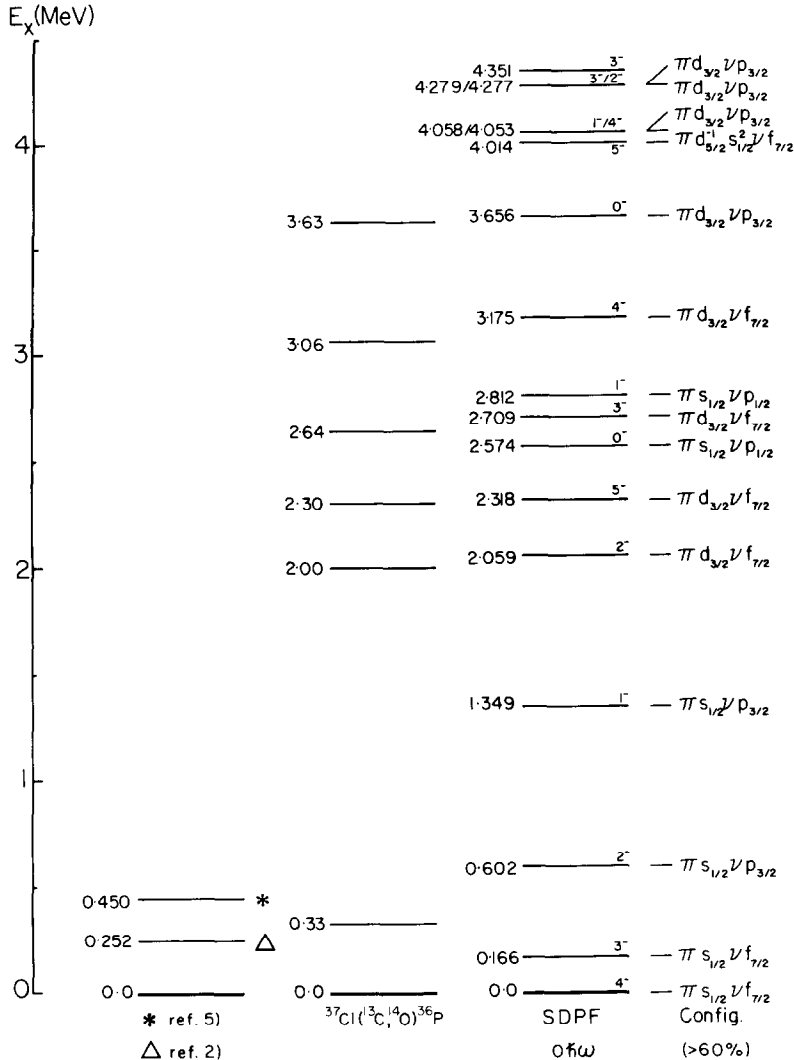 Eₓ(MeV)
4.351 3⁻ πd₃/₂νp₃/₂
4.279/4.277 3⁻/2⁻ πd₃/₂νp₃/₂
πd₃/₂νp₃/₂
4.058/4.053 1⁻/4⁻
4.014 5⁻ πd⁻¹₅/₂s²₁/₂νf₇/₂
4
3.63 3.656 0⁻ πd₃/₂νp₃/₂
3.175 4⁻ πd₃/₂νf₇/₂
3.06
3
2.812 1⁻ πs₁/₂νp₁/₂
2.709 3⁻ πd₃/₂νf₇/₂
2.64
2.574 0⁻ πs₁/₂νp₁/₂
2.30 2.318 5⁻ πd₃/₂νf₇/₂
2.00 2.059 2⁻ πd₃/₂νf₇/₂
2
1.349 1⁻ πs₁/₂νp₃/₂
1
0.602 2⁻ πs₁/₂νp₃/₂
0.450 *
0.33
0.252 △
0.166 3⁻ πs₁/₂νf₇/₂
0 0.0 0.0 0.0 4⁻ πs₁/₂νf₇/₂
* ref. 5) ³⁷Cl(¹³C,¹⁴O)³⁶P SDPF Config.
△ ref. 2) 0ħω (>60%)